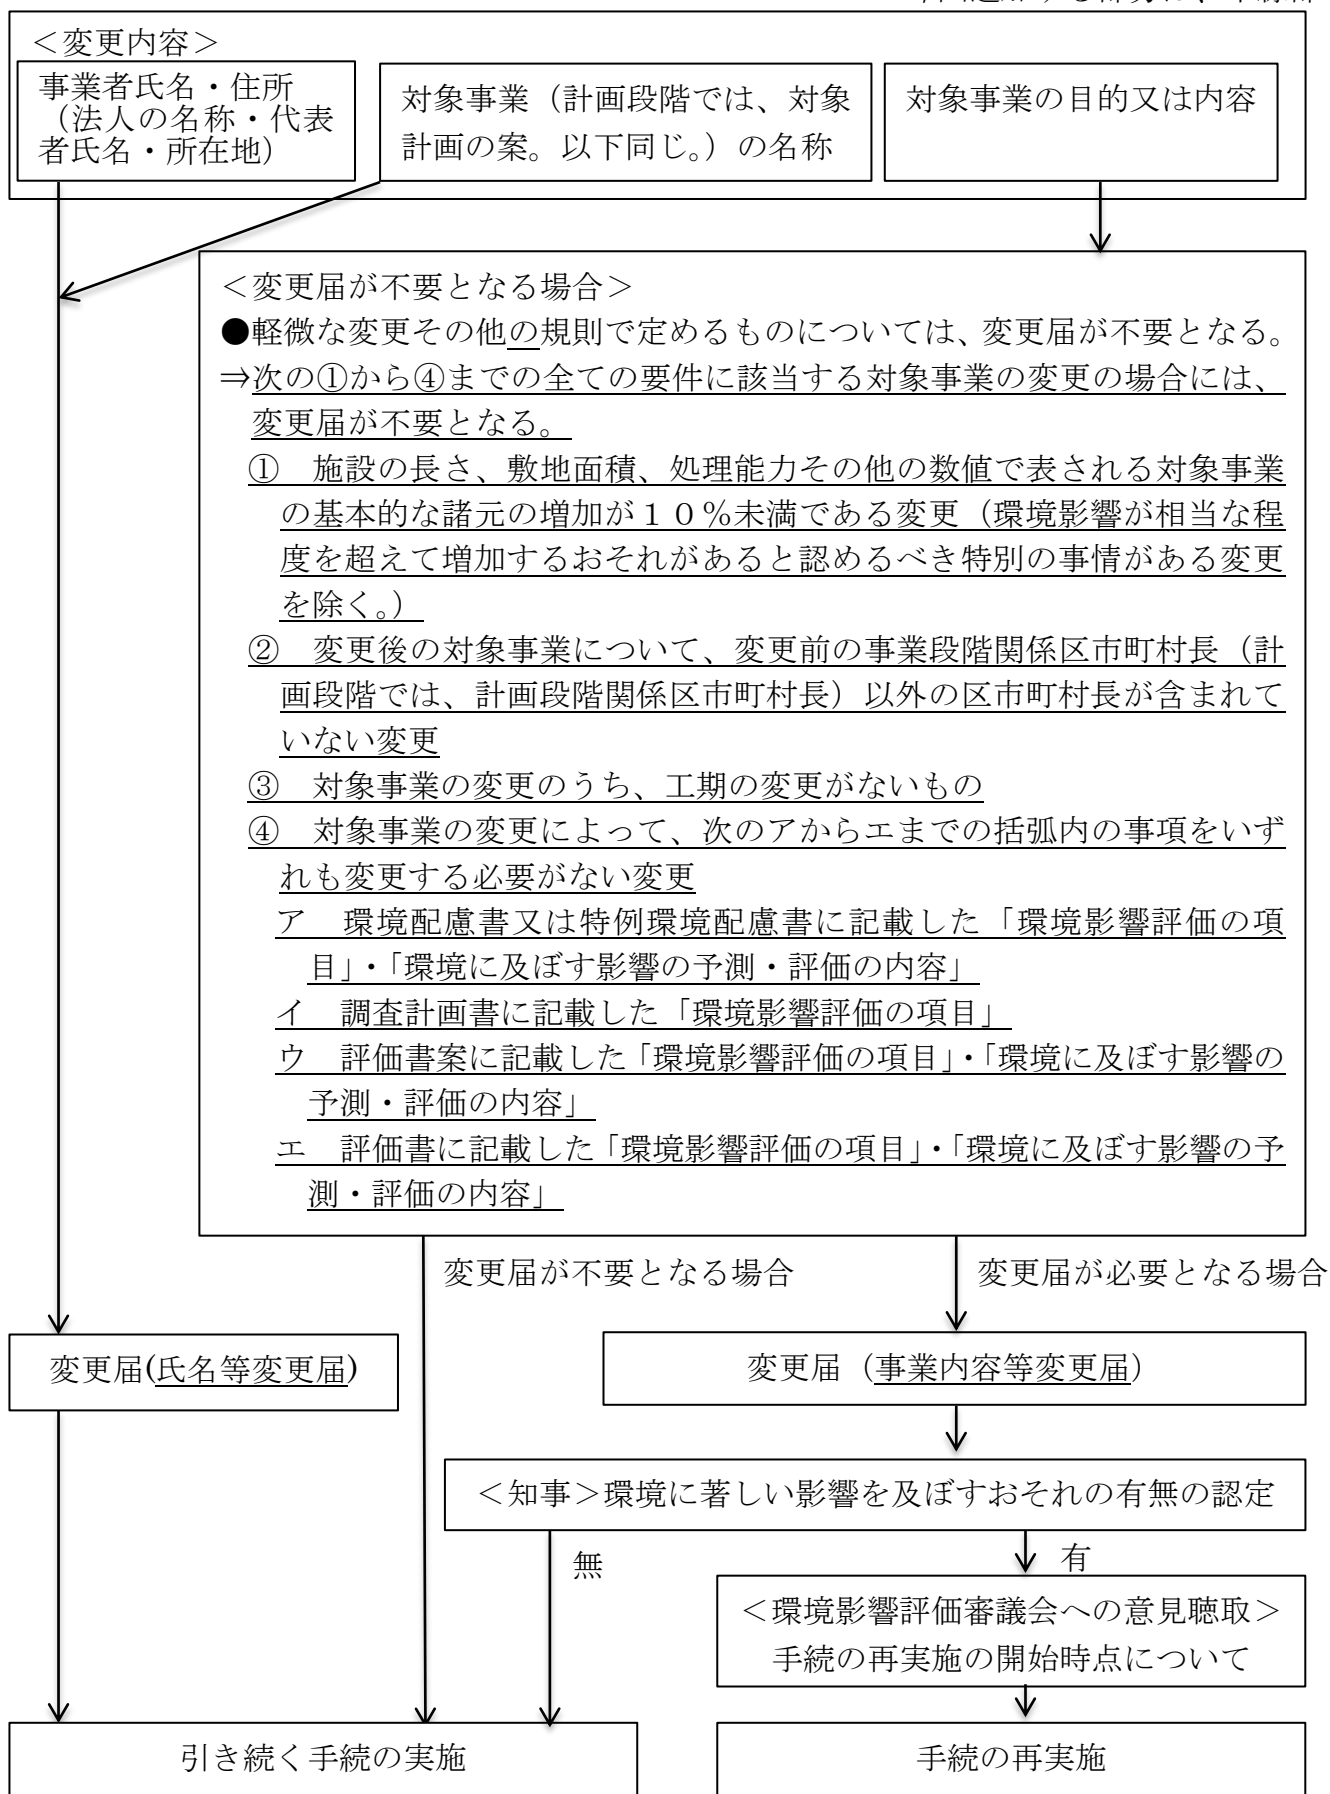 ＜変更内容＞
事業者氏名・住所
（法人の名称・代表
者氏名・所在地）
対象事業（計画段階では、対象
計画の案。以下同じ。）の名称
対象事業の目的又は内容
＜変更届が不要となる場合＞
●軽微な変更その他の規則で定めるものについては、変更届が不要となる。
⇒次の①から④までの全ての要件に該当する対象事業の変更の場合には、
変更届が不要となる。
①　施設の長さ、敷地面積、処理能力その他の数値で表される対象事業
の基本的な諸元の増加が１０％未満である変更（環境影響が相当な程
度を超えて増加するおそれがあると認めるべき特別の事情がある変更
を除く。）
②　変更後の対象事業について、変更前の事業段階関係区市町村長（計
画段階では、計画段階関係区市町村長）以外の区市町村長が含まれて
いない変更
③　対象事業の変更のうち、工期の変更がないもの
④　対象事業の変更によって、次のアからエまでの括弧内の事項をいず
れも変更する必要がない変更
ア　環境配慮書又は特例環境配慮書に記載した「環境影響評価の項
目」・「環境に及ぼす影響の予測・評価の内容」
イ　調査計画書に記載した「環境影響評価の項目」
ウ　評価書案に記載した「環境影響評価の項目」・「環境に及ぼす影響の
予測・評価の内容」
エ　評価書に記載した「環境影響評価の項目」・「環境に及ぼす影響の予
測・評価の内容」
変更届が不要となる場合
変更届が必要となる場合
変更届(氏名等変更届)
変更届（事業内容等変更届）
＜知事＞環境に著しい影響を及ぼすおそれの有無の認定
無
有
＜環境影響評価審議会への意見聴取＞
手続の再実施の開始時点について
引き続く手続の実施
手続の再実施